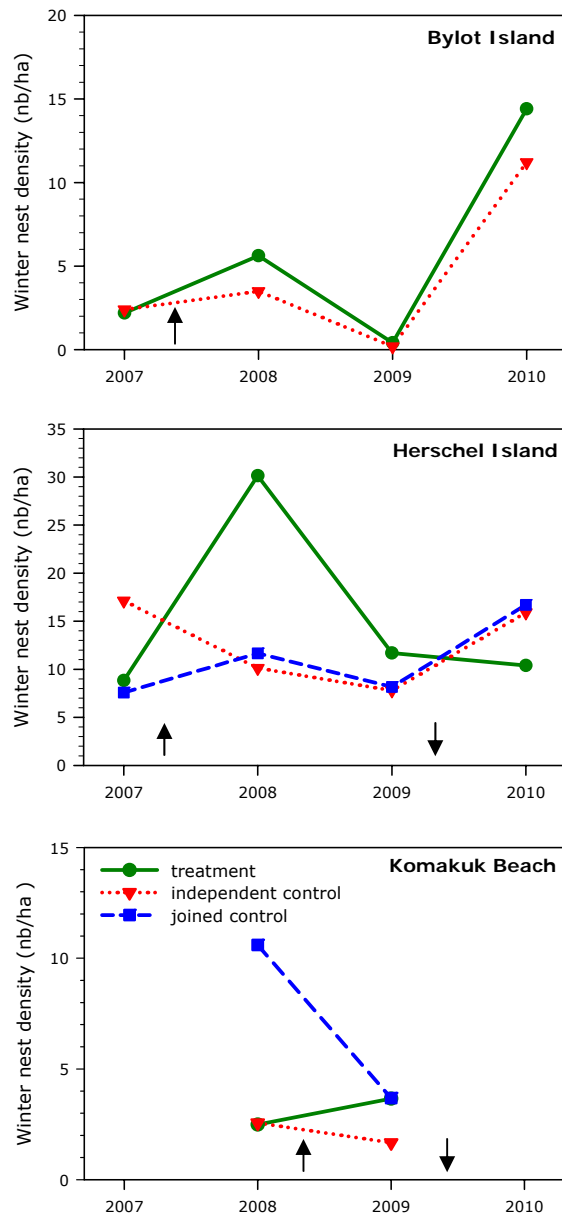 Bylot Island
Winter nest density (nb/ha)
20
15
10
5
0
2007 2008 2009 2010
Herschel Island
Winter nest density (nb/ha)
35
30
25
20
15
10
5
0
2007 2008 2009 2010
Komakuk Beach
treatment
independent control
joined control
Winter nest density (nb/ha )
15
10
5
0
2007 2008 2009 2010